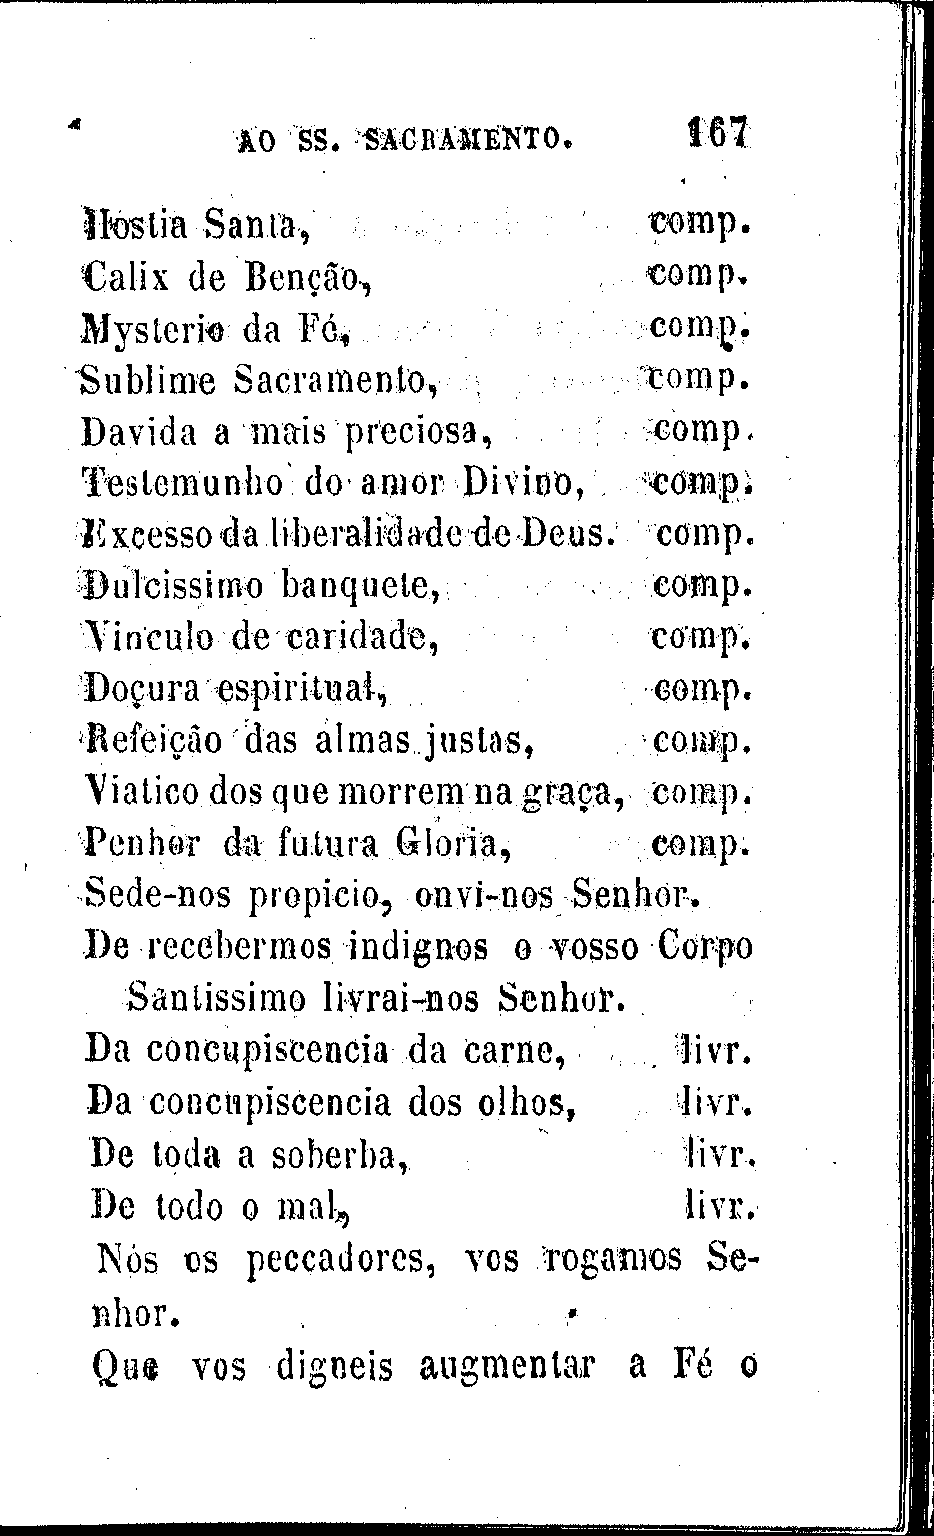 AO SS. SACRAMENTO. 167
Hostia Santa, comp.
Calix de Benção, comp.
Mysterio da Fé, comp.
Sublime Sacramento, comp.
Davida a mais preciosa, comp.
Testemunho do amor Divino, comp.
Excesso da liberalidade de Deus. comp.
Dulcissimo banquete, comp.
Vinculo de caridade, comp.
Doçura espiritual, comp.
Refeição das almas justas, comp.
Viatico dos que morrem na graça, comp.
Penhor da futura Gloria, comp.
Sede-nos propicio, onvi-nos Senhor.
De recebermos indignos o vosso Corpo
Santissimo livrai-nos Senhor.
Da concupiscencia da carne, livr.
Da concupiscencia dos olhos, livr.
De toda a soberba, livr.
De todo o mal, livr.
Nós os peccadores, vos rogamos Se-
nhor.
Que vos digneis augmentar a Fé o